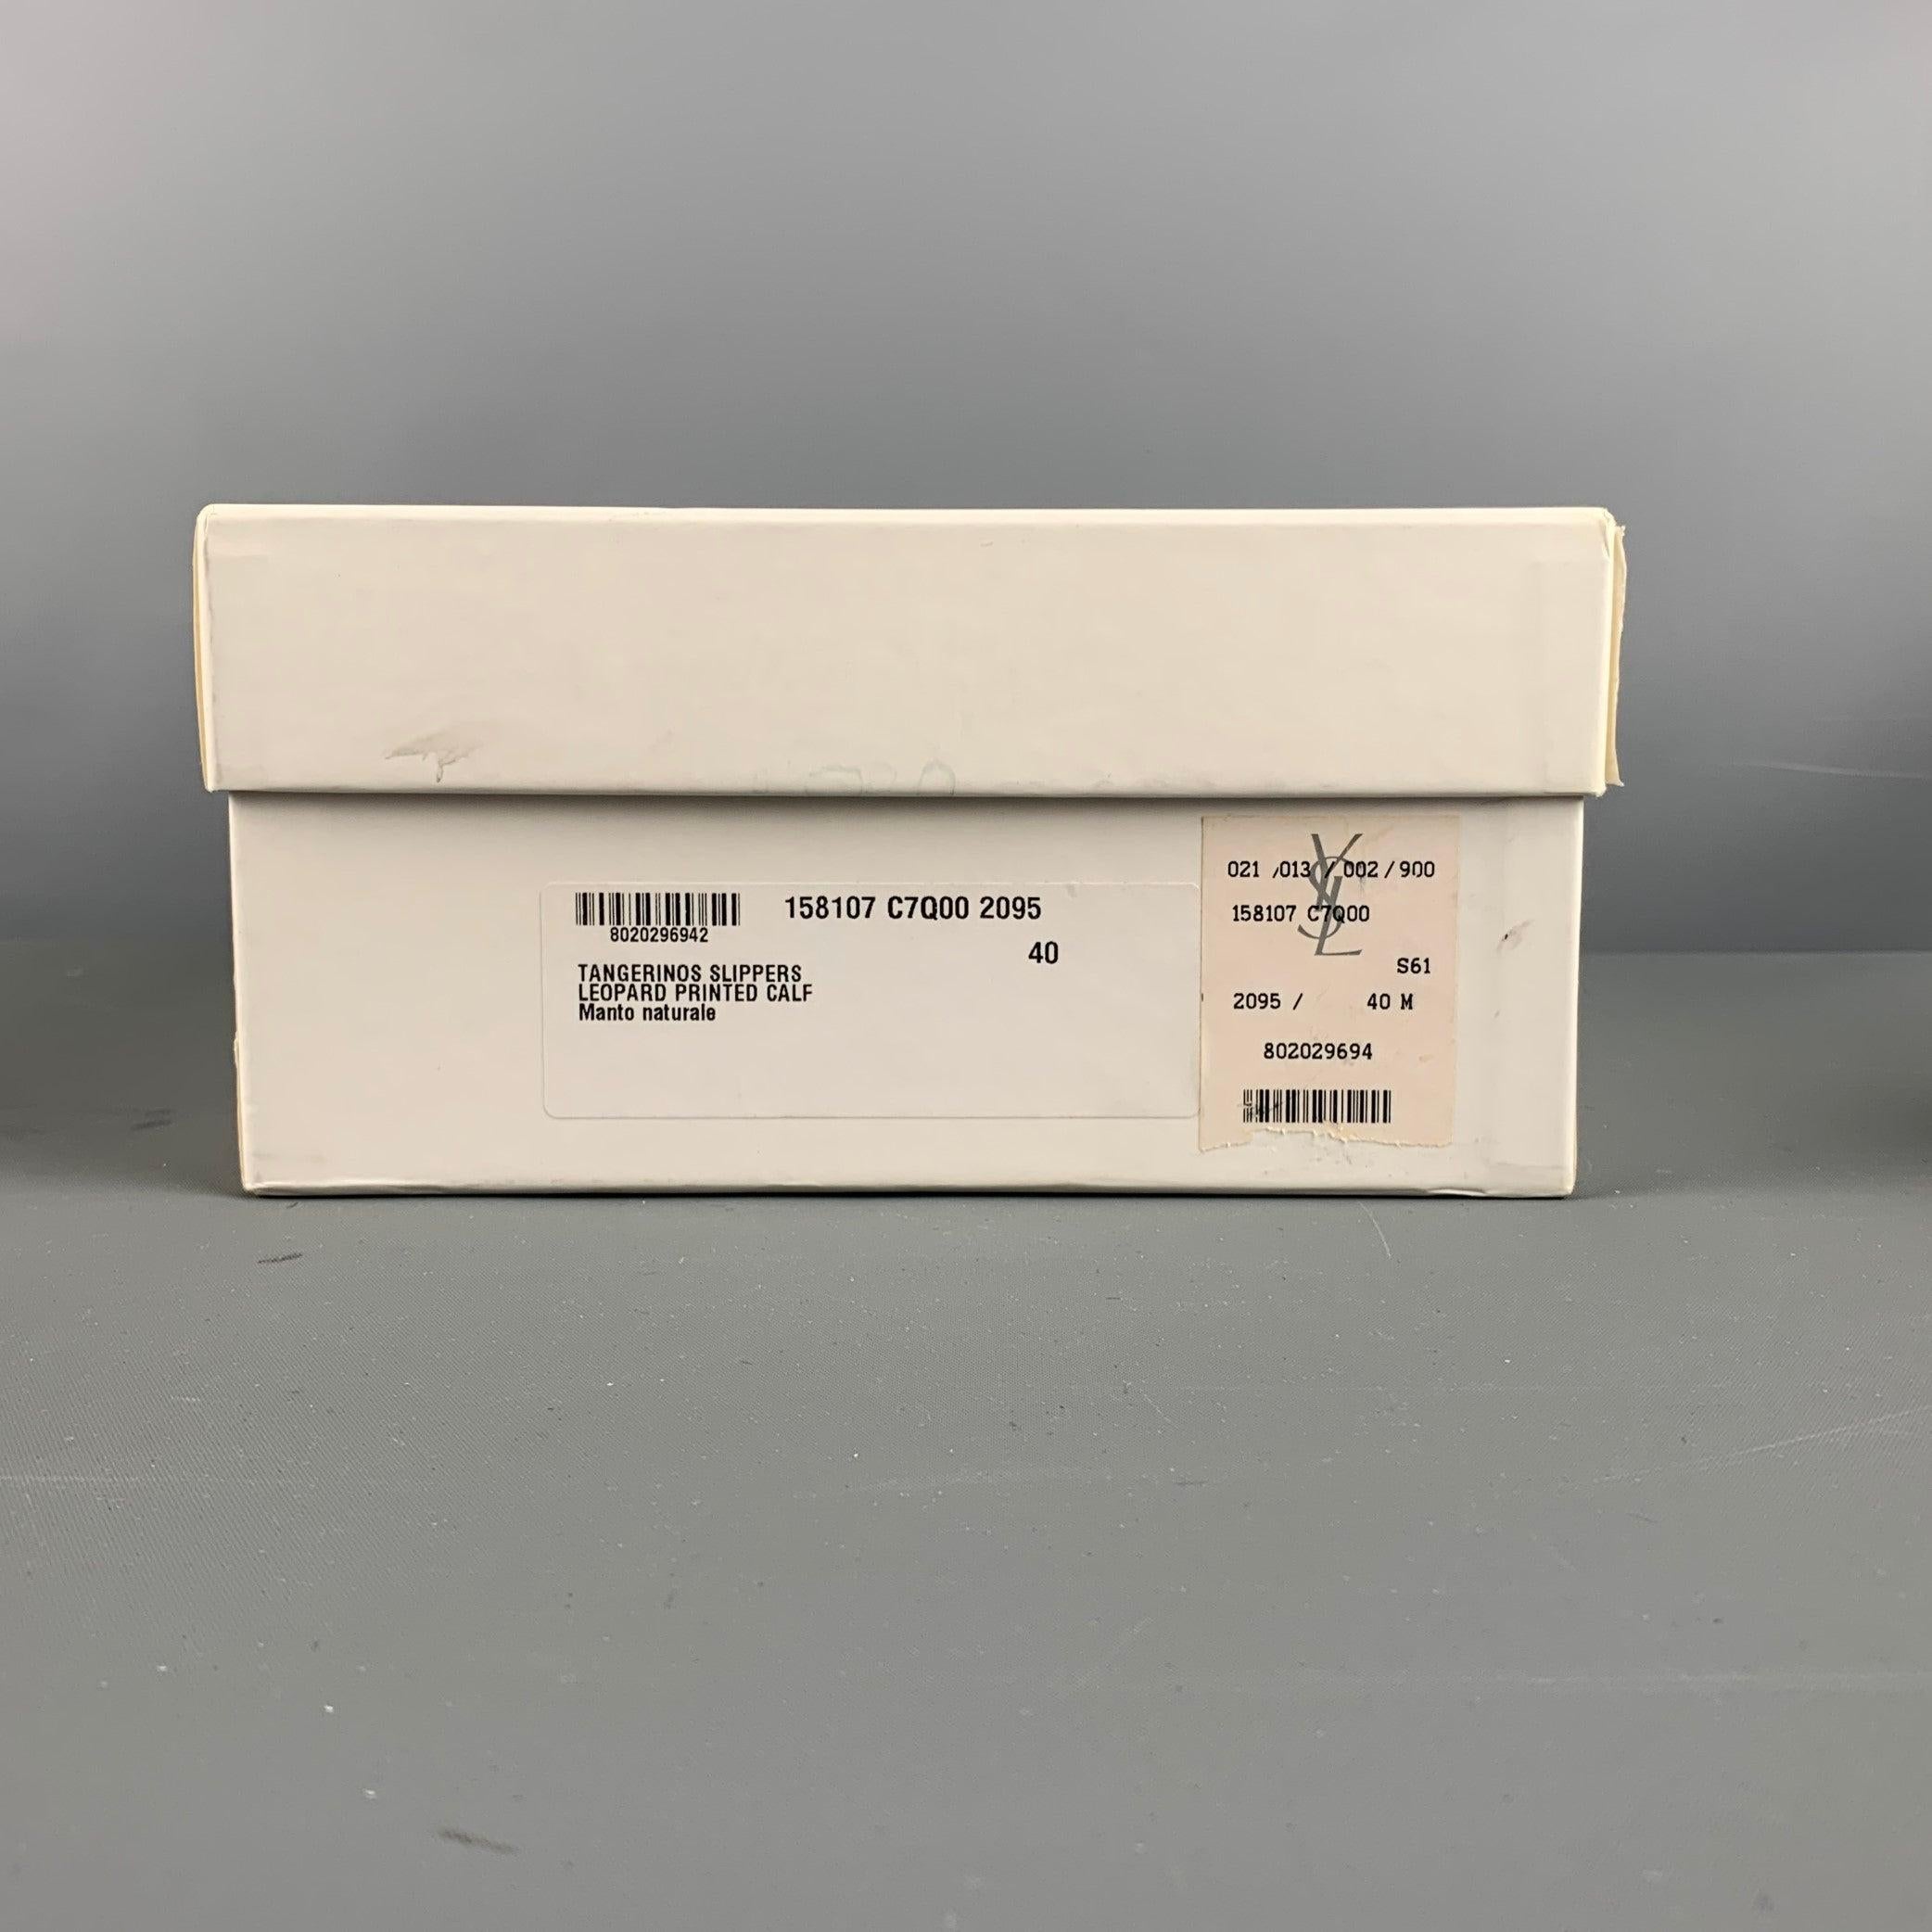 158107 C7Q00 2095
8020296942
40
TANGERINOS SLIPPERS
LEOPARD PRINTED CALF
Manto naturale
YSL
021 /013 / 002 / 900
158107 C7Q00
S61
2095 / 40 M
802029694